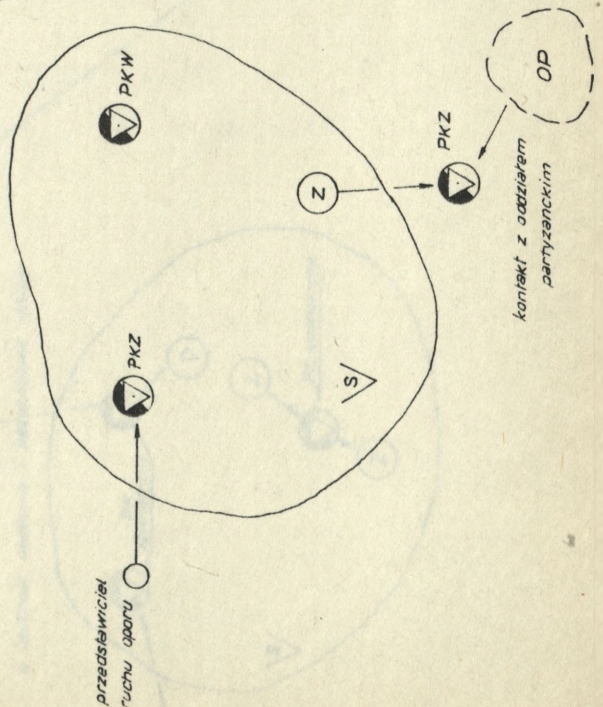 przedstawiciel
ruchu oporu
PKZ
PKW
S
Z
PKZ
OP
kontakt z oddziałem
partyzanckim